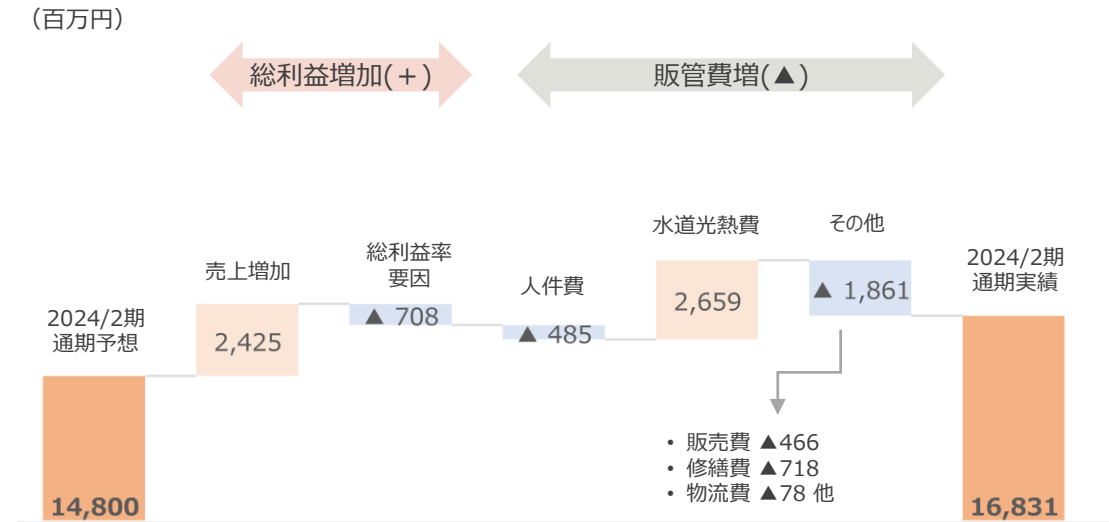 （百万円）
総利益増加(＋)
販管費増(▲)
2024/2期
通期予想
14,800
売上増加
2,425
総利益率
要因
▲ 708
人件費
▲ 485
水道光熱費
2,659
その他
▲ 1,861
• 販売費 ▲466
• 修繕費 ▲718
• 物流費 ▲78 他
2024/2期
通期実績
16,831